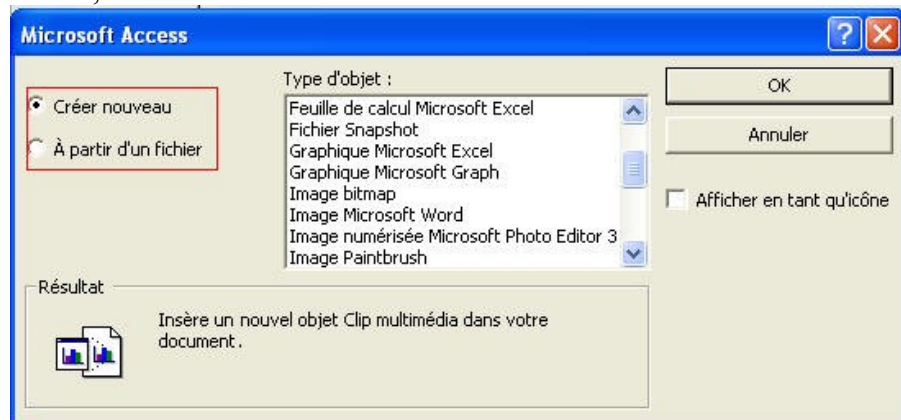 Microsoft Access
Type d'objet :
Créer nouveau
À partir d'un fichier
Feuille de calcul Microsoft Excel
Fichier Snapshot
Graphique Microsoft Excel
Graphique Microsoft Graph
Image bitmap
Image Microsoft Word
Image numérisée Microsoft Photo Editor 3
Image Paintbrush
OK
Annuler
Afficher en tant qu'icône
Résultat
Insère un nouvel objet Clip multimédia dans votre
document.